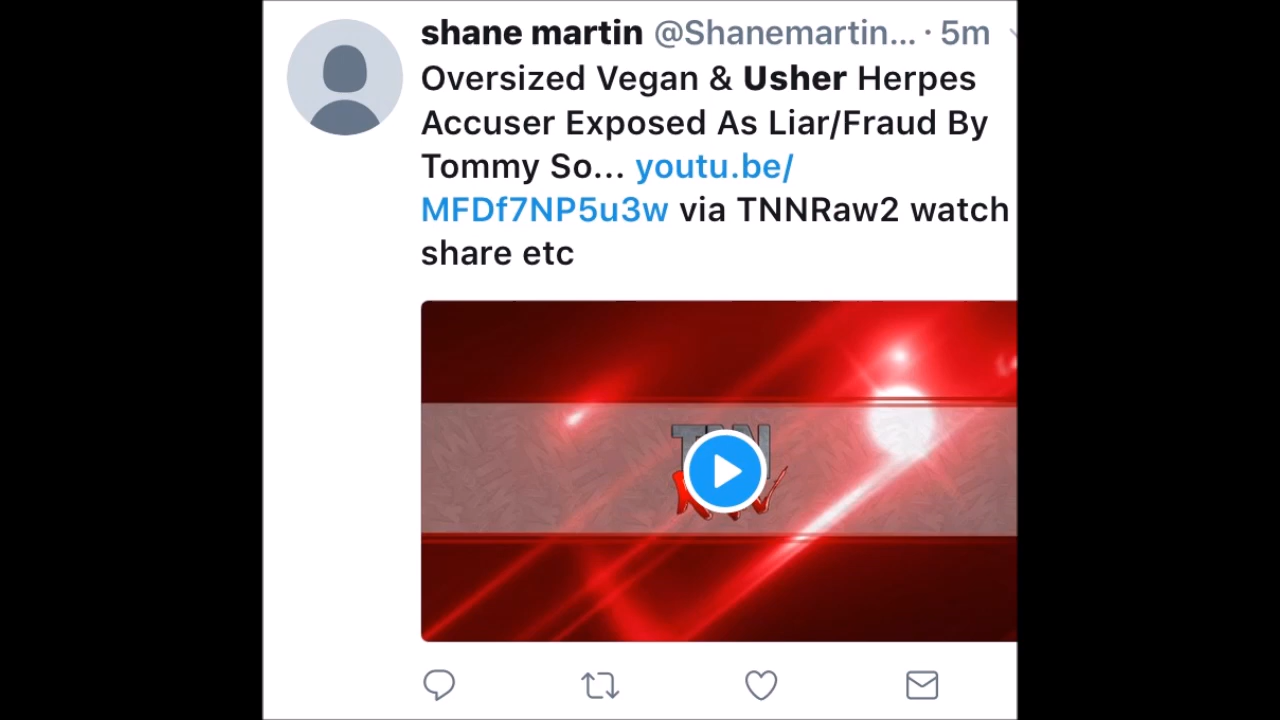 shane martin @Shanemartin... · 5m
Oversized Vegan & Usher Herpes
Accuser Exposed As Liar/Fraud By
Tommy So... youtu.be/
MFDf7NP5u3w via TNNRaw2 watch
share etc